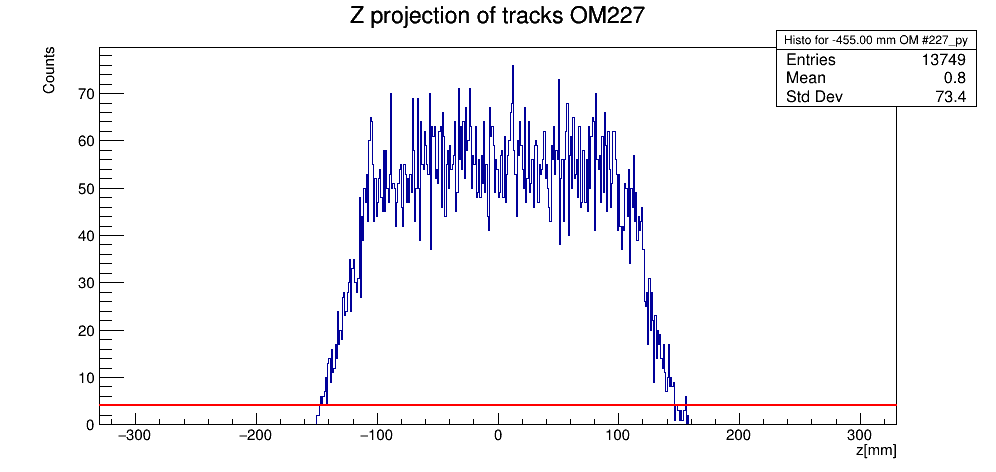 Z projection of tracks OM227
Histo for -455.00 mm OM #227_py
Entries 13749
Mean 0.8
Std Dev 73.4
Counts
70
60
50
40
30
20
10
0
−300 −200 −100 0 100 200 300
z[mm]